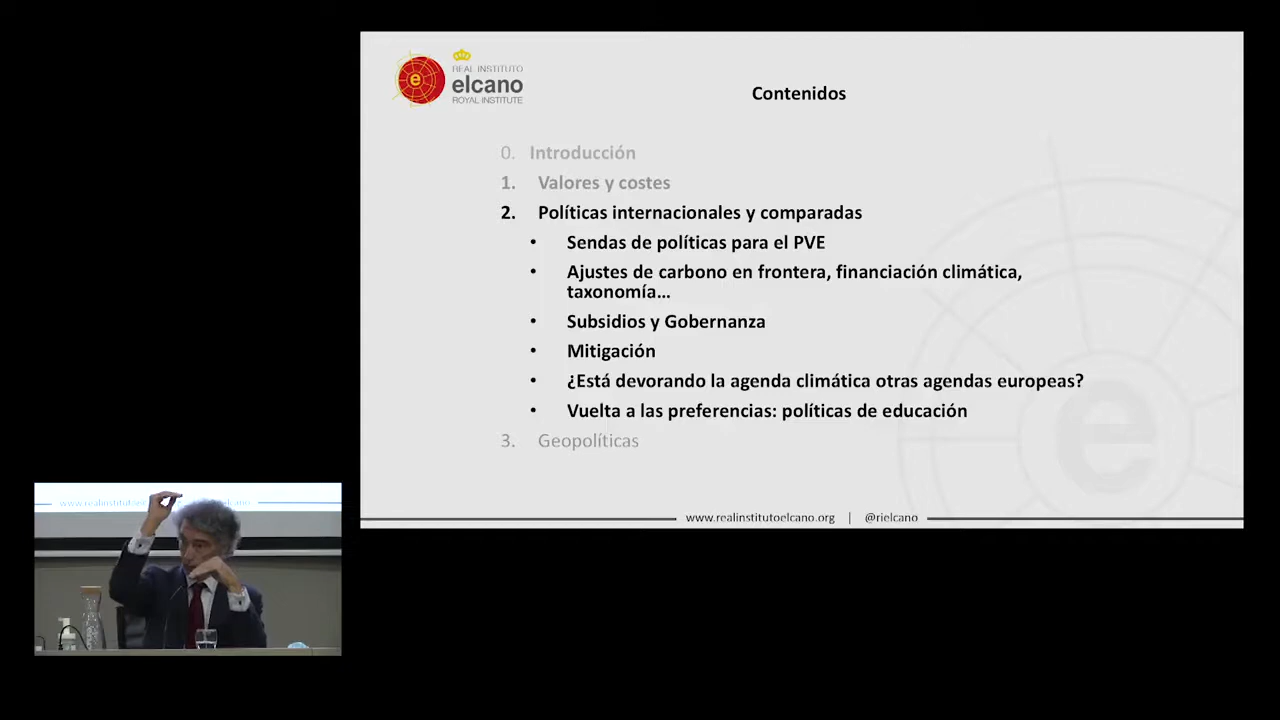 REAL INSTITUTO
elcano
ROYAL INSTITUTE
Contenidos
0. Introducción
1. Valores y costes
2. Políticas internacionales y comparadas
• Sendas de políticas para el PVE
• Ajustes de carbono en frontera, financiación climática,
taxonomía...
• Subsidios y Gobernanza
• Mitigación
• ¿Está devorando la agenda climática otras agendas europeas?
• Vuelta a las preferencias: políticas de educación
3. Geopolíticas
www.realinstitutoelcano.org | @rielcano